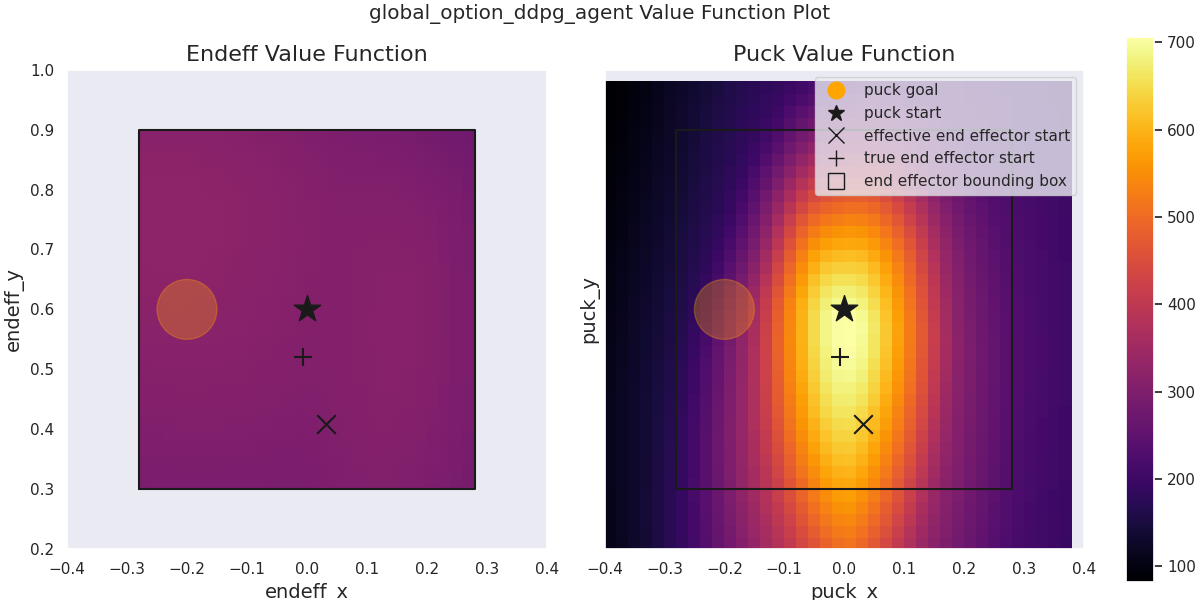 global_option_ddpg_agent Value Function Plot
Endeff Value Function
Puck Value Function
1.0
0.9
0.8
0.7
0.6
0.5
0.4
0.3
0.2
endeff_y
−0.4 −0.3 −0.2 −0.1 0.0 0.1 0.2 0.3 0.4
endeff_x
puck_y
puck goal
puck start
effective end effector start
true end effector start
end effector bounding box
−0.4 −0.3 −0.2 −0.1 0.0 0.1 0.2 0.3 0.4
puck_x
700
600
500
400
300
200
100